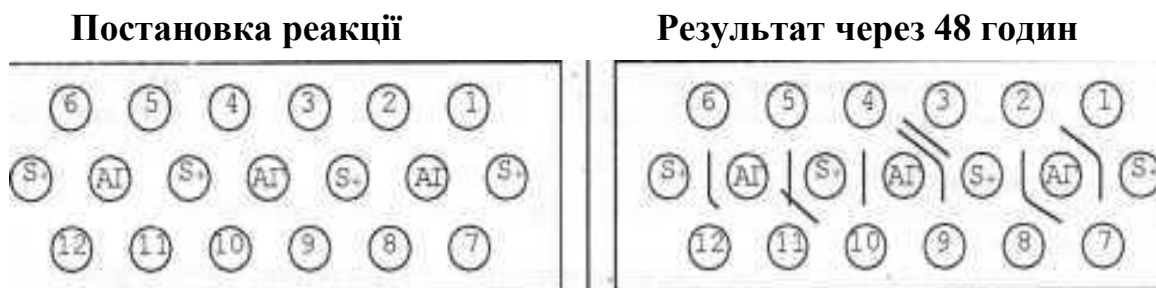 Постановка реакції
Результат через 48 годин
6 5 4 3 2 1
S+ АГ S+ АГ S+ АГ S+
12 11 10 9 8 7
6 5 4 3 2 1
S+ АГ S+ АГ S+ АГ S+
12 11 10 9 8 7